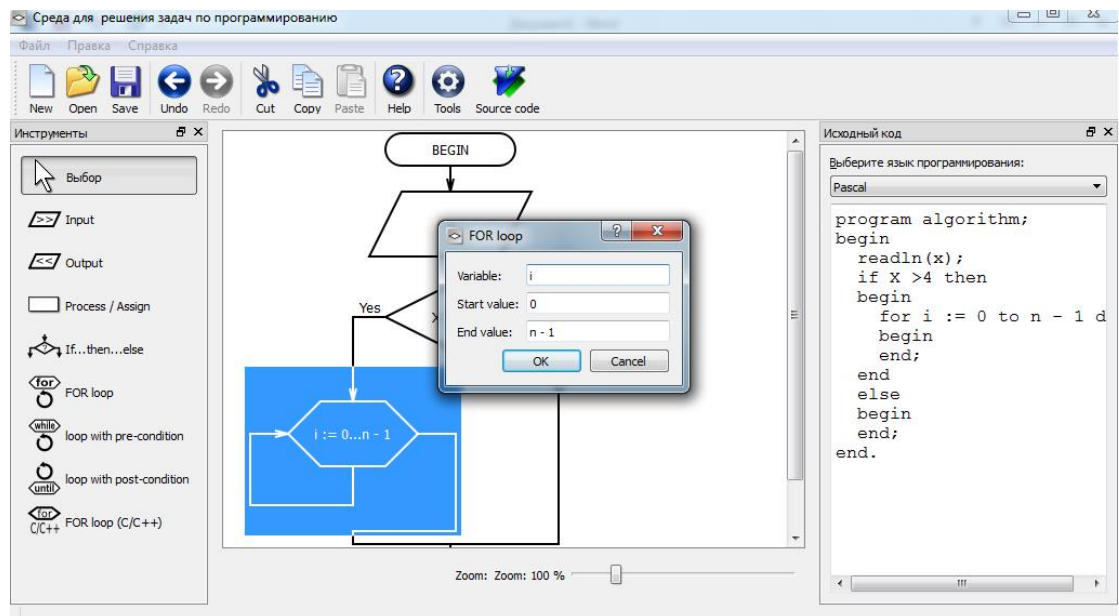 Среда для решения задач по программированию
Файл Правка Справка
New Open Save Undo Redo Cut Copy Paste Help Tools Source code
Инструменты
Выбор
>> Input
<< Output
Process / Assign
? If...then...else
for FOR loop
while loop with pre-condition
until loop with post-condition
for C/C++ FOR loop (C/C++)
BEGIN
Yes
X
i := 0...n - 1
FOR loop
Variable: i
Start value: 0
End value: n - 1
OK Cancel
Zoom: Zoom: 100 %
Исходный код
Выберите язык программирования:
Pascal
program algorithm;
begin
readln(x);
if X >4 then
begin
for i := 0 to n - 1 d
begin
end;
end
else
begin
end;
end.